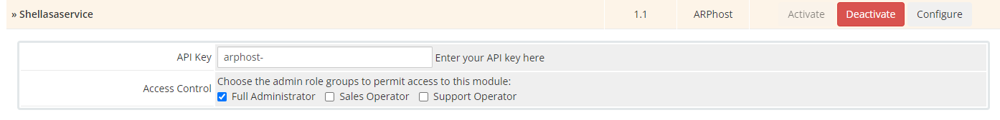 » Shellasaservice 1.1 ARPhost Activate Deactivate Configure
API Key arphost- Enter your API key here
Choose the admin role groups to permit access to this module:
Access Control
Full Administrator Sales Operator Support Operator